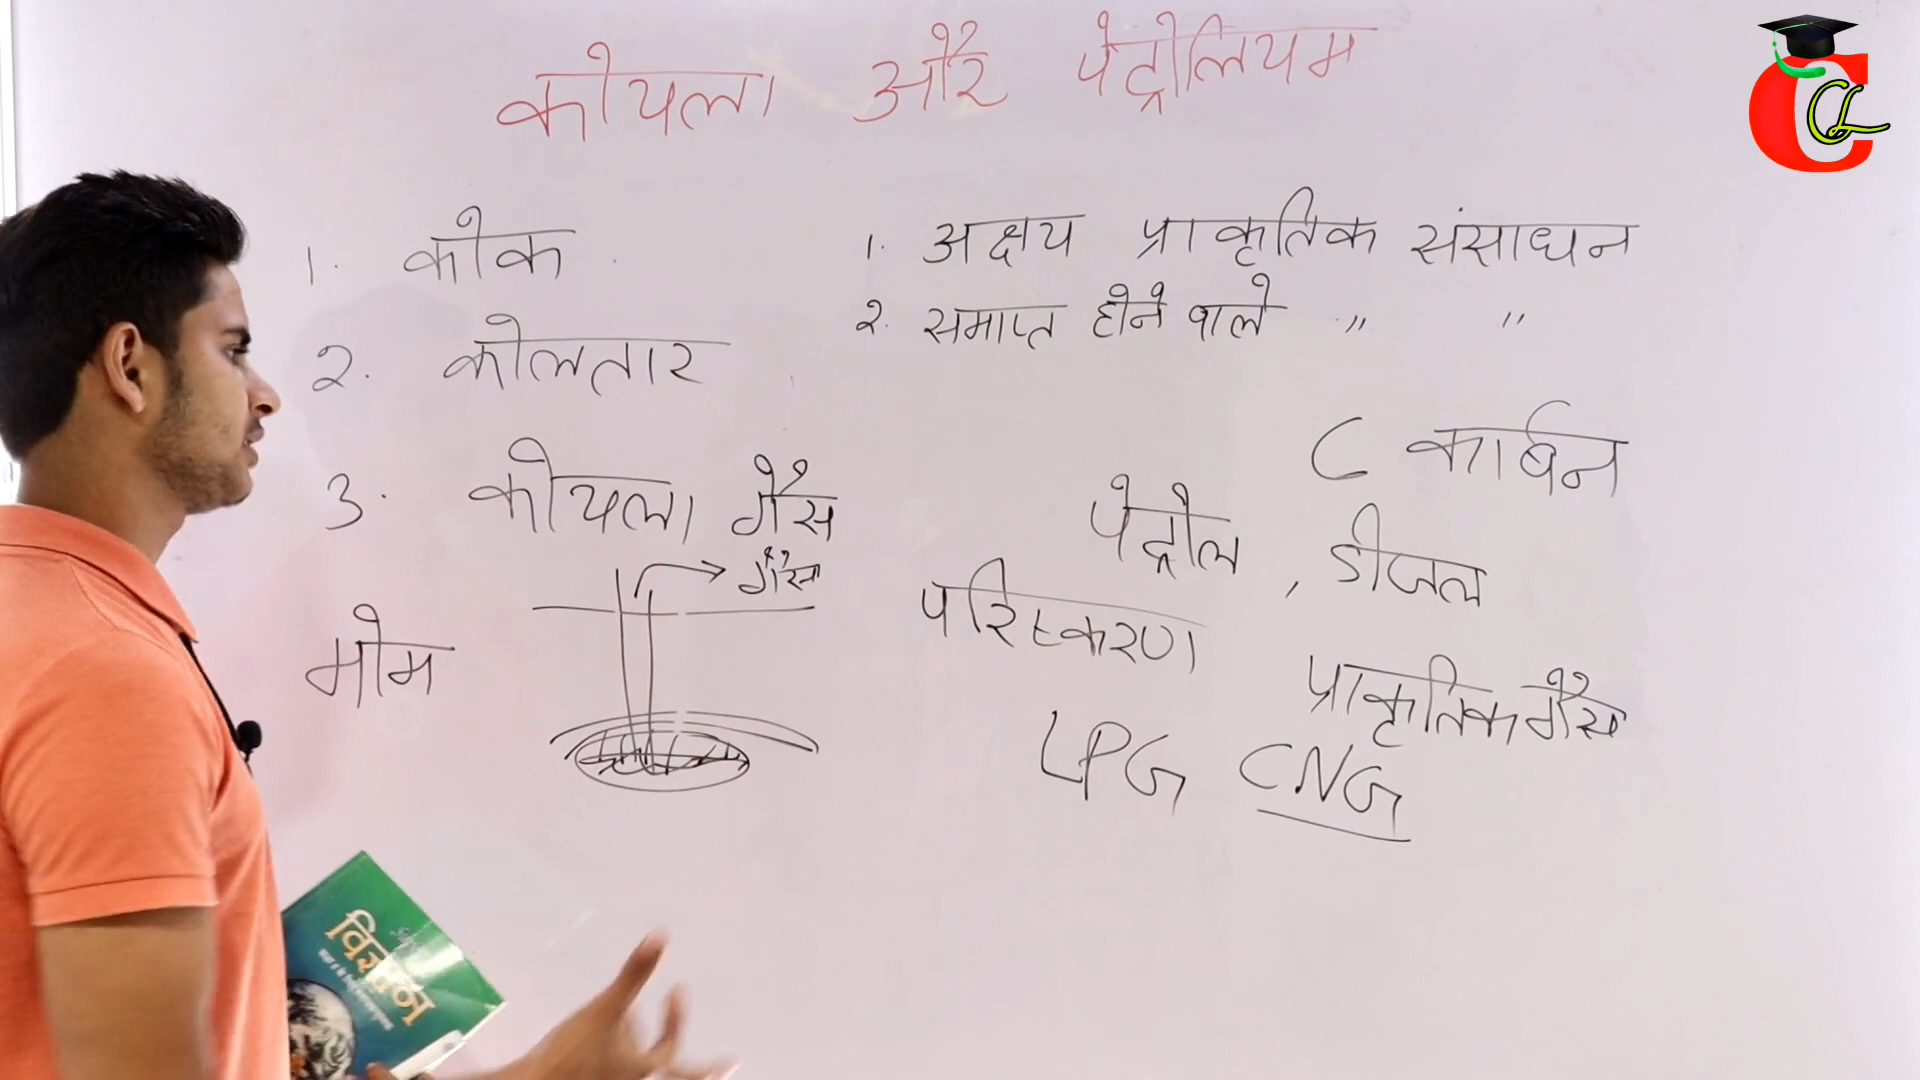 कोयला और पेट्रोलियम
1. कोक
2. कोलतार
3. कोयला गैस
गैस
मोम
1. अक्षय प्राकृतिक संसाधन
2. समाप्त होने वाले " "
C कार्बन
पेट्रोल, डीजल
परिष्करण
प्राकृतिक गैस
LPG CNG
विज्ञान
C CL